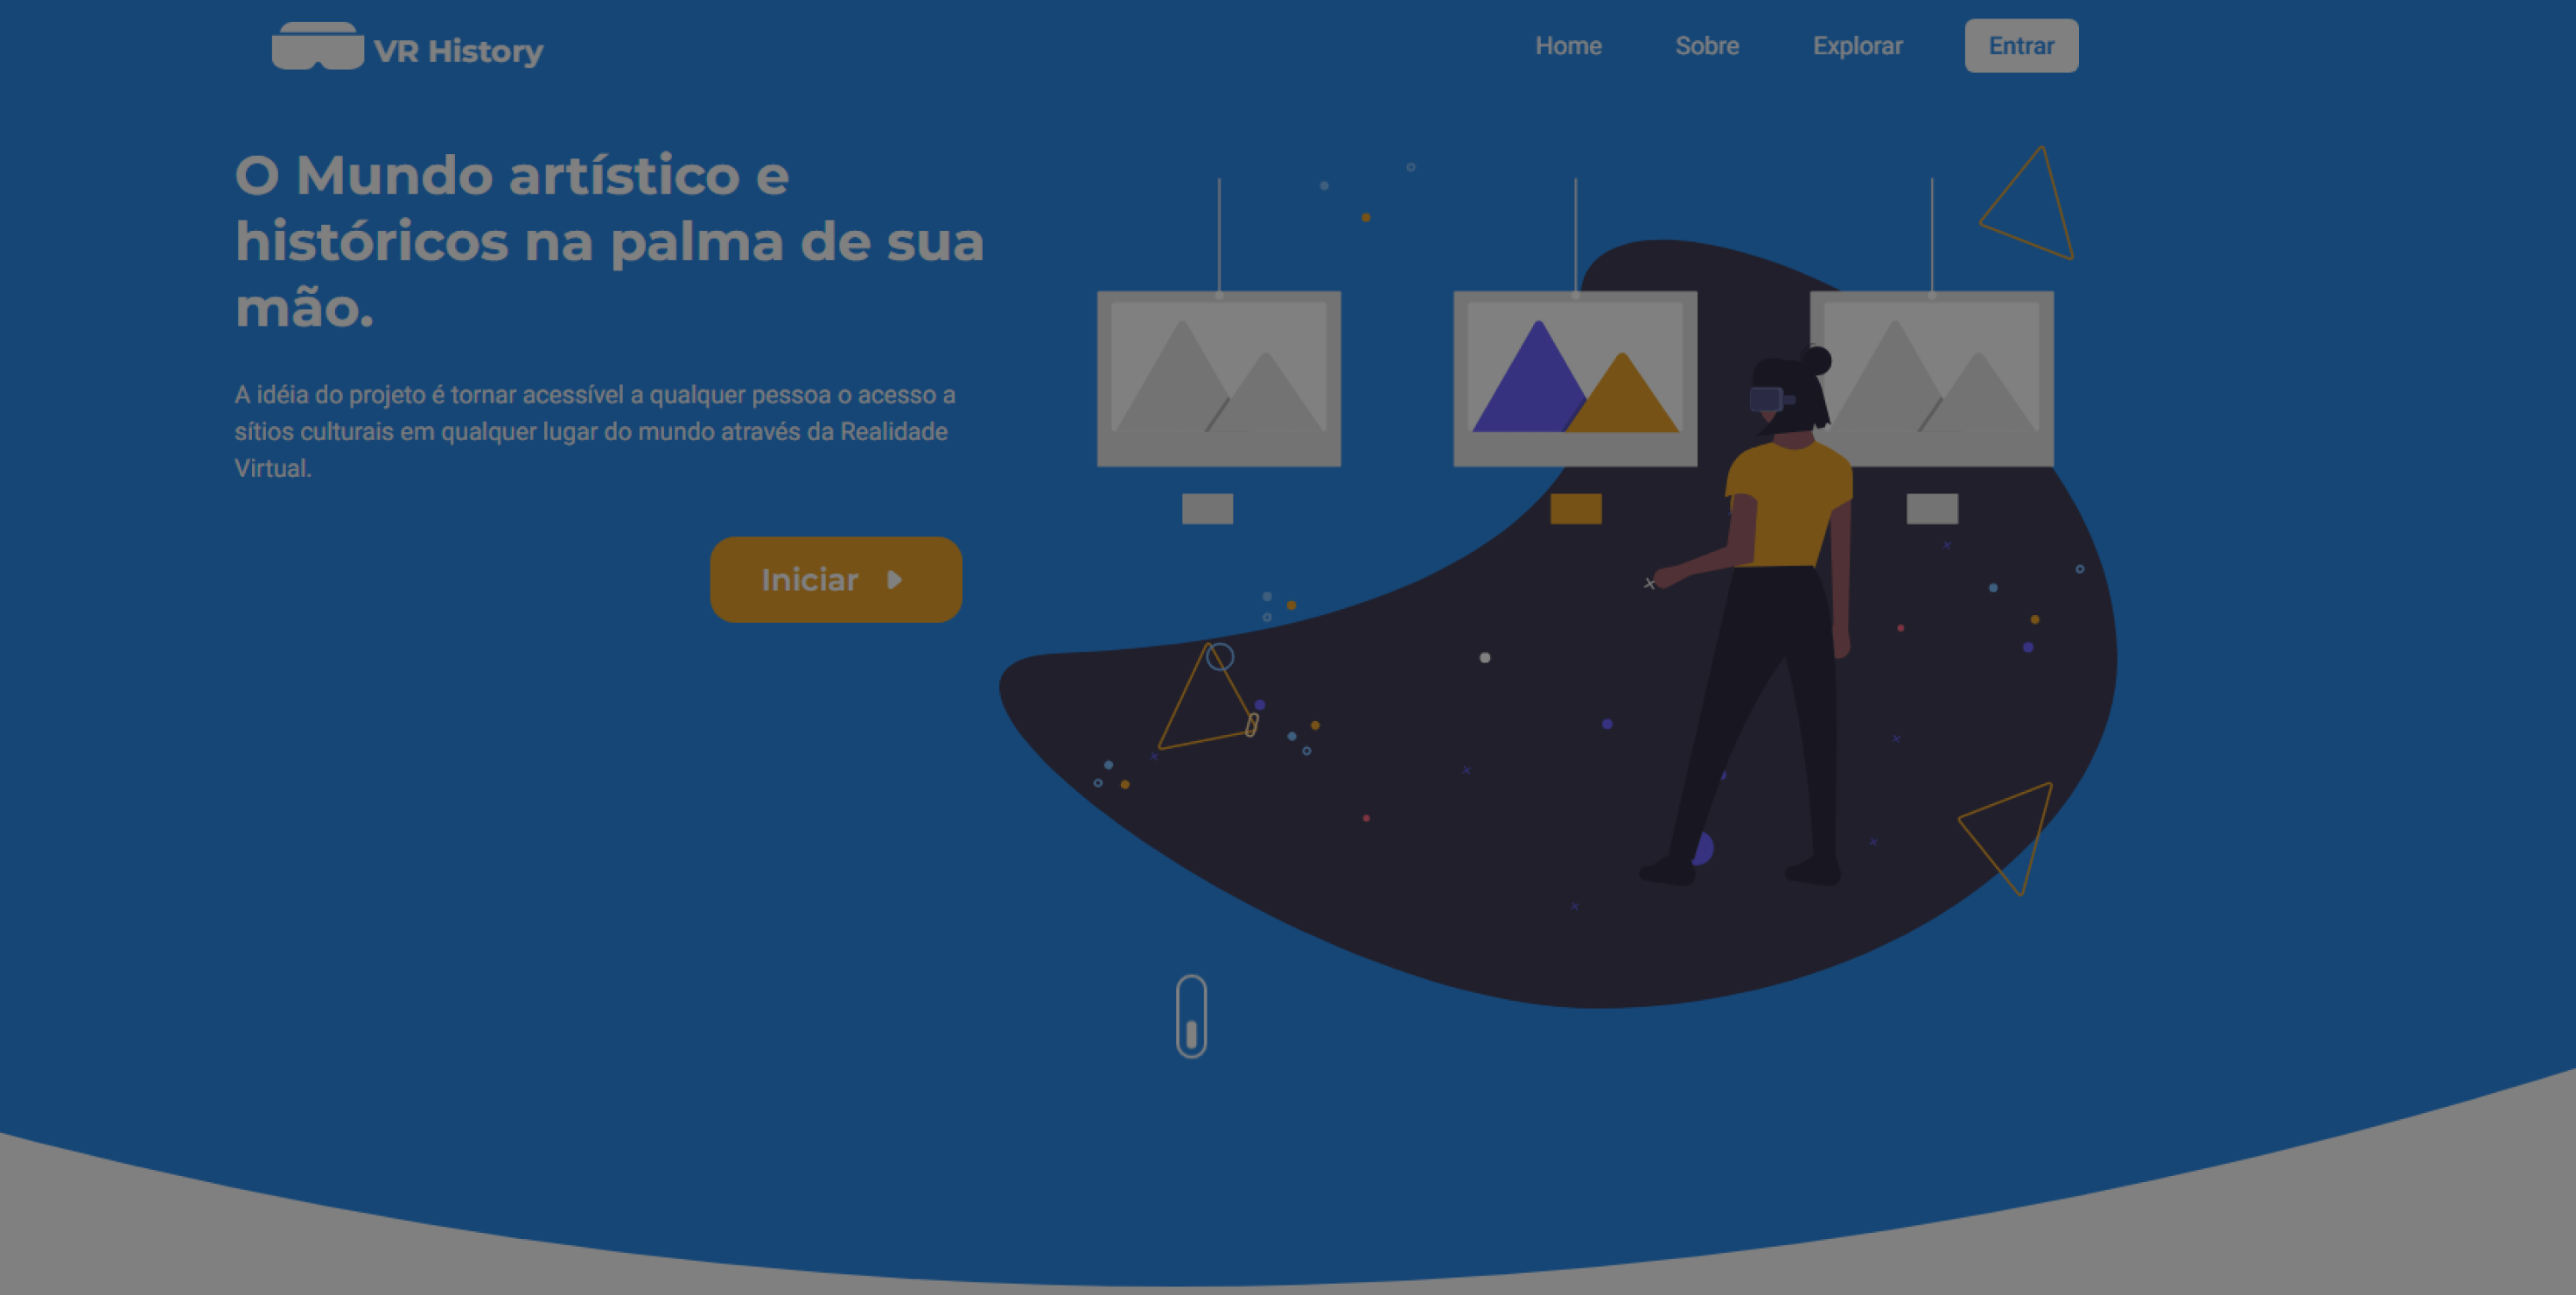 VR History
Home
Sobre
Explorar
Entrar
O Mundo artístico e
históricos na palma de sua
mão.
A idéia do projeto é tornar acessível a qualquer pessoa o acesso a
sítios culturais em qualquer lugar do mundo através da Realidade
Virtual.
Iniciar